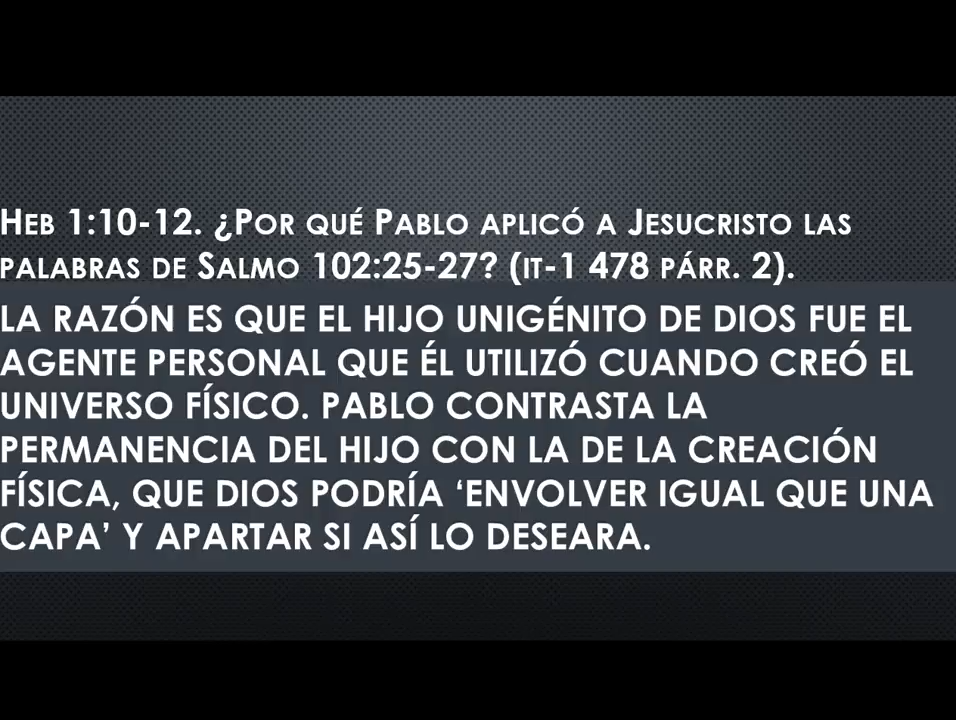 HEB 1:10-12. ¿POR QUÉ PABLO APLICÓ A JESUCRISTO LAS
PALABRAS DE SALMO 102:25-27? (IT-1 478 PÁRR. 2).
LA RAZÓN ES QUE EL HIJO UNIGÉNITO DE DIOS FUE EL
AGENTE PERSONAL QUE ÉL UTILIZÓ CUANDO CREÓ EL
UNIVERSO FÍSICO. PABLO CONTRASTA LA
PERMANENCIA DEL HIJO CON LA DE LA CREACIÓN
FÍSICA, QUE DIOS PODRÍA ‘ENVOLVER IGUAL QUE UNA
CAPA’ Y APARTAR SI ASÍ LO DESEARA.